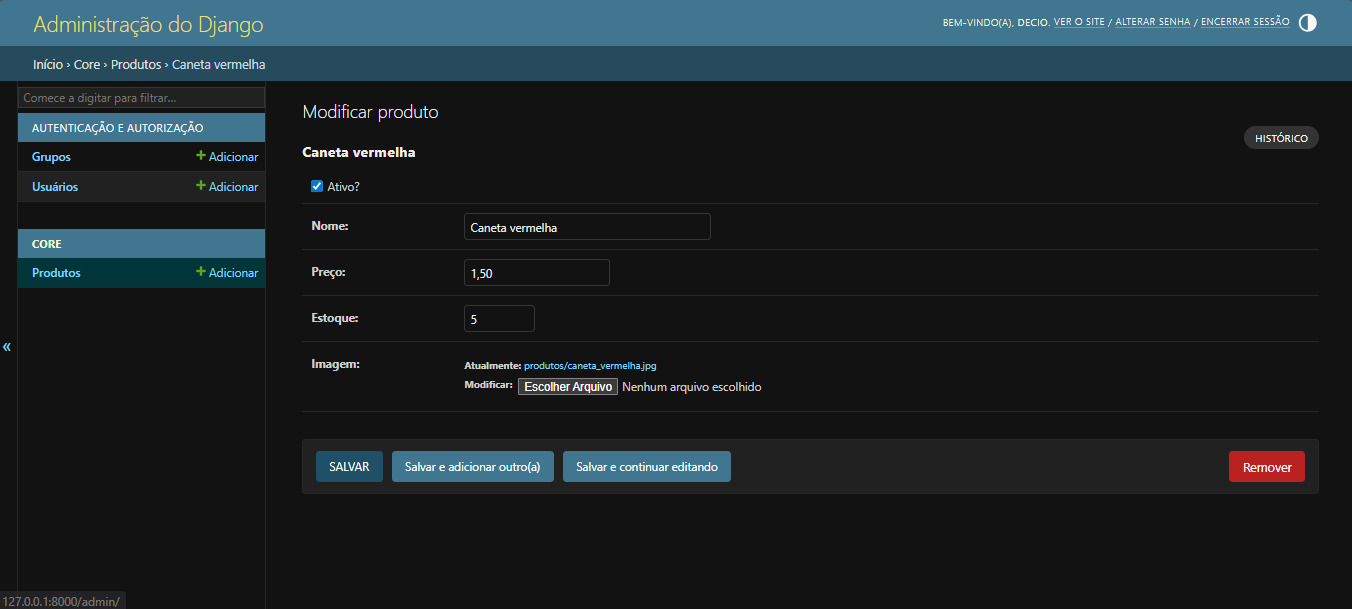 Administração do Django
BEM-VINDO(A), DECIO. VER O SITE / ALTERAR SENHA / ENCERRAR SESSÃO
Início › Core › Produtos › Caneta vermelha
Comece a digitar para filtrar...
AUTENTICAÇÃO E AUTORIZAÇÃO
Grupos + Adicionar
Usuários + Adicionar
CORE
Produtos + Adicionar
«
Modificar produto
HISTÓRICO
Caneta vermelha
Ativo?
Nome: Caneta vermelha
Preço: 1,50
Estoque: 5
Imagem: Atualmente: produtos/caneta_vermelha.jpg
Modificar: Escolher Arquivo Nenhum arquivo escolhido
SALVAR Salvar e adicionar outro(a) Salvar e continuar editando Remover
127.0.0.1:8000/admin/